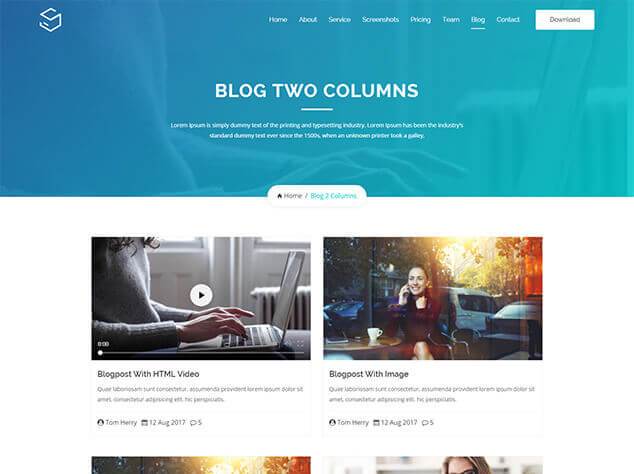 Home About Service Screenshots Pricing Team Blog Contact Download
BLOG TWO COLUMNS
Lorem Ipsum is simply dummy text of the printing and typesetting industry. Lorem Ipsum has been the industry's
standard dummy text ever since the 1500s, when an unknown printer took a galley.
Home / Blog 2 Columns
0:00
Blogpost With HTML Video
Quae laboriosam sunt consectetur, assumenda provident lorem ipsum dolor sit
amet, consectetur adipisicing elit. hic perspiciatis.
Tom Herry 12 Aug 2017 5
Blogpost With Image
Quae laboriosam sunt consectetur, assumenda provident lorem ipsum dolor sit
amet, consectetur adipisicing elit. hic perspiciatis.
Tom Herry 12 Aug 2017 5